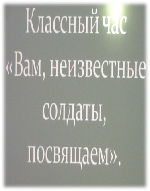 Классный час
«Вам, неизвестные
солдаты,
посвящаем».